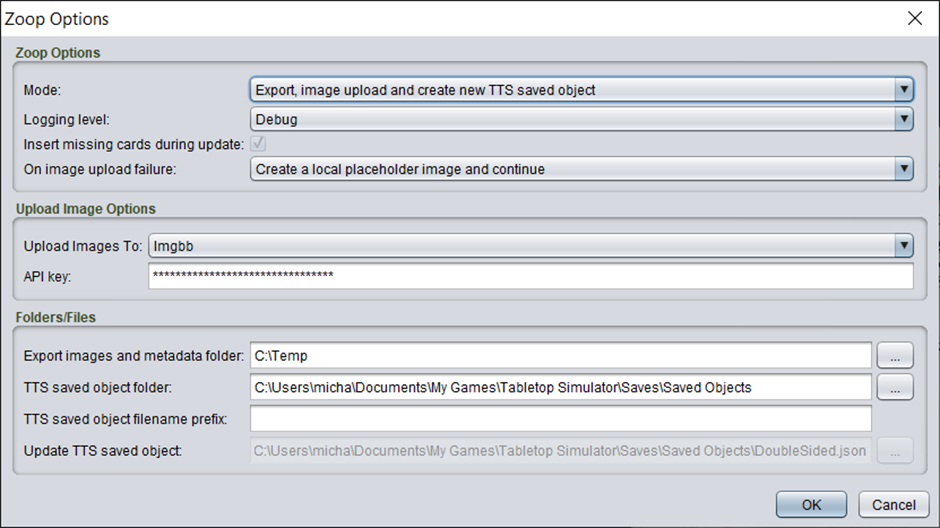 Zoop Options
Zoop Options
Mode: Export, image upload and create new TTS saved object
Logging level: Debug
Insert missing cards during update:
On image upload failure: Create a local placeholder image and continue
Upload Image Options
Upload Images To: Imgbb
API key: ********************************
Folders/Files
Export images and metadata folder: C:\Temp ...
TTS saved object folder: C:\Users\micha\Documents\My Games\Tabletop Simulator\Saves\Saved Objects ...
TTS saved object filename prefix:
Update TTS saved object: C:\Users\micha\Documents\My Games\Tabletop Simulator\Saves\Saved Objects\DoubleSided.json ...
OK Cancel